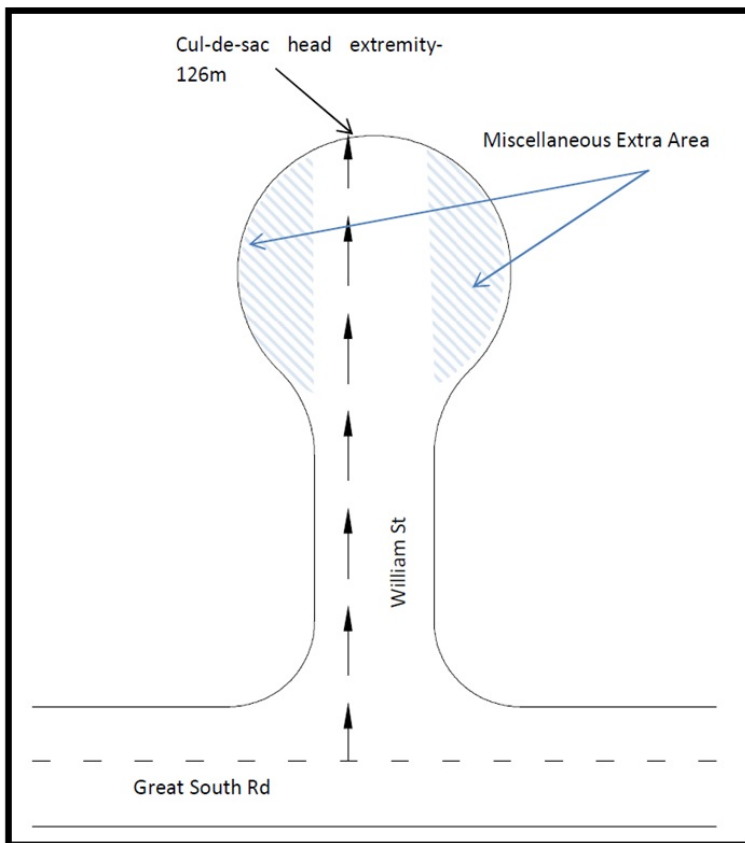 Cul-de-sac head extremity-
126m
Miscellaneous Extra Area
William St
Great South Rd